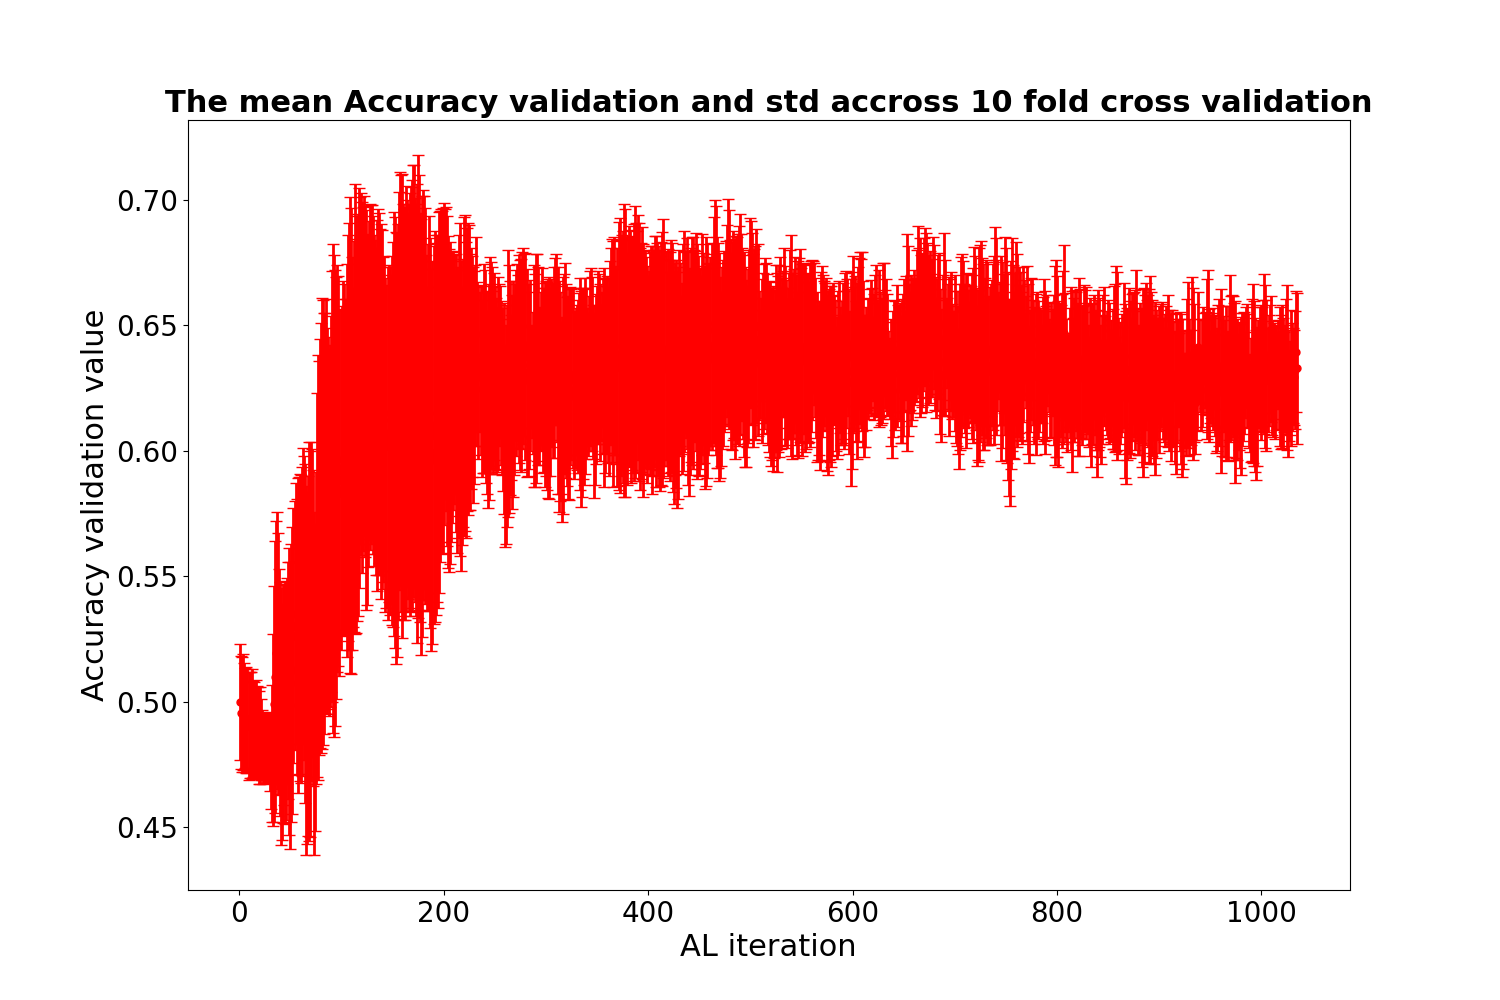 The mean Accuracy validation and std accross 10 fold cross validation
0.70
0.65
0.60
0.55
0.50
0.45
Accuracy validation value
0 200 400 600 800 1000
AL iteration